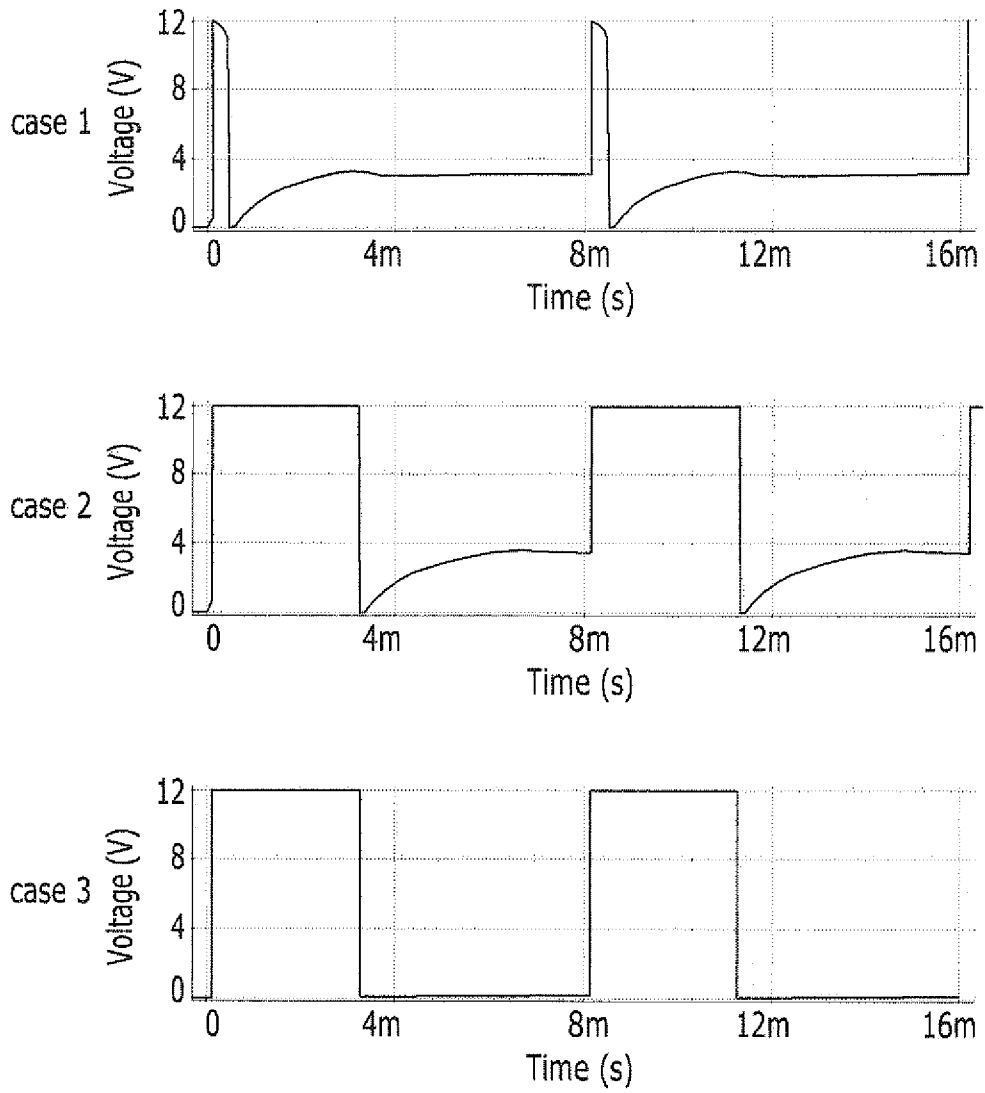 case 1
Voltage (V)
12
8
4
0
0 4m 8m 12m 16m
Time (s)
case 2
Voltage (V)
12
8
4
0
0 4m 8m 12m 16m
Time (s)
case 3
Voltage (V)
12
8
4
0
0 4m 8m 12m 16m
Time (s)